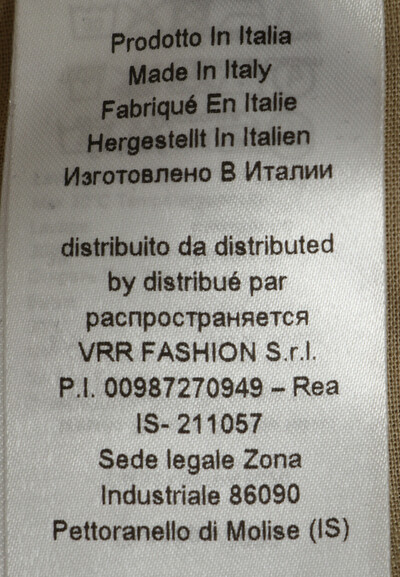 Prodotto In Italia
Made In Italy
Fabriqué En Italie
Hergestellt In Italien
Изготовлено В Италии
distribuito da distributed
by distribué par
распространяется
VRR FASHION S.r.l.
P.I. 00987270949 – Rea
IS- 211057
Sede legale Zona
Industriale 86090
Pettoranello di Molise (IS)